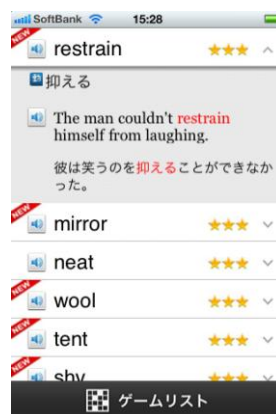 SoftBank 15:28
NEW
restrain ★★★
抑える
The man couldn't restrain
himself from laughing.
彼は笑うのを抑えることができなか
った。
NEW
mirror ★★★
neat ★★★
NEW
wool ★★★
NEW
tent ★★★
NEW
shy ★★★
ゲームリスト